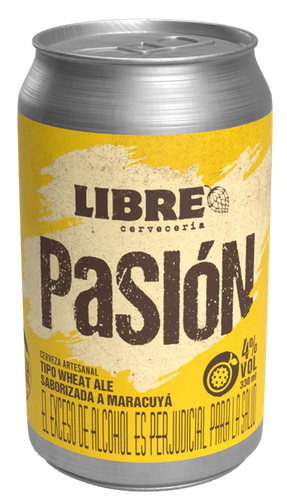 LIBRE
cervecería
PaSIÓN
CERVEZA ARTESANAL
TIPO WHEAT ALE
SABORIZADA A MARACUYÁ
4%
VOL
330 ml
EL EXCESO DE ALCOHOL ES PERJUDICIAL PARA LA SALUD